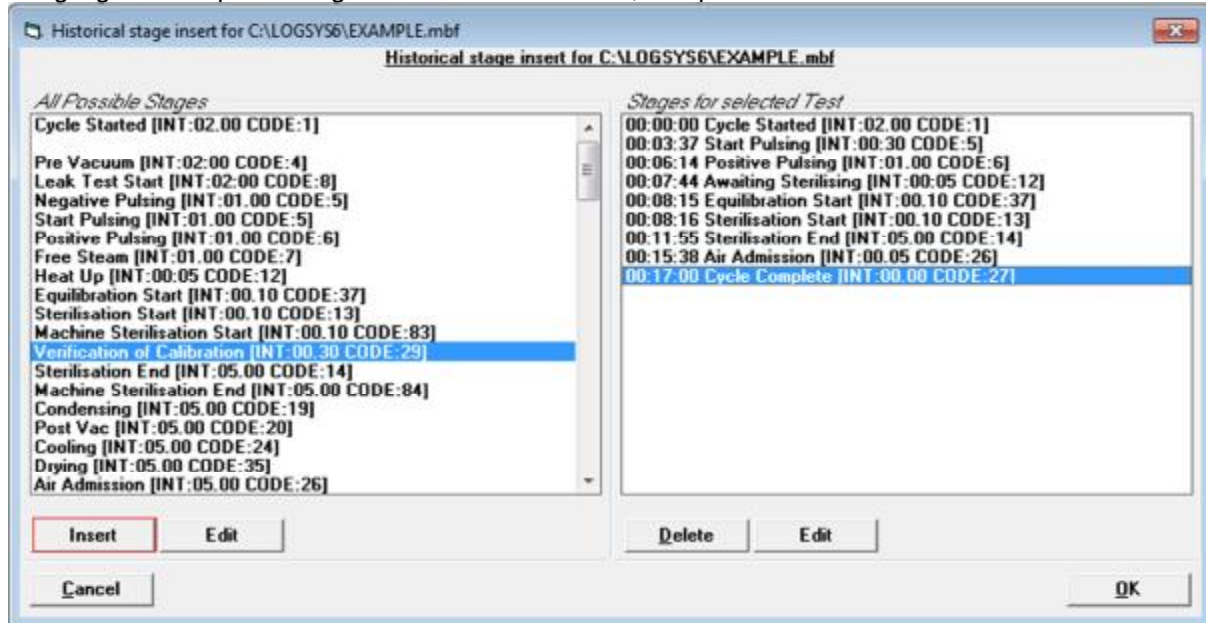 Historical stage insert for C:\LOGSYS6\EXAMPLE.mbf
Historical stage insert for C:\LOGSYS6\EXAMPLE.mbf
All Possible Stages
Cycle Started [INT:02.00 CODE:1]
Pre Vacuum [INT:02:00 CODE:4]
Leak Test Start [INT:02:00 CODE:8]
Negative Pulsing [INT:01.00 CODE:5]
Start Pulsing [INT:01.00 CODE:5]
Positive Pulsing [INT:01.00 CODE:6]
Free Steam [INT:01.00 CODE:7]
Heat Up [INT:00:05 CODE:12]
Equilibration Start [INT:00.10 CODE:37]
Sterilisation Start [INT:00.10 CODE:13]
Machine Sterilisation Start [INT:00.10 CODE:83]
Verification of Calibration [INT:00.30 CODE:29]
Sterilisation End [INT:05.00 CODE:14]
Machine Sterilisation End [INT:05.00 CODE:84]
Condensing [INT:05.00 CODE:19]
Post Vac [INT:05.00 CODE:20]
Cooling [INT:05.00 CODE:24]
Drying [INT:05.00 CODE:35]
Air Admission [INT:05.00 CODE:26]
Insert
Edit
Cancel
Stages for selected Test
00:00:00 Cycle Started [INT:02.00 CODE:1]
00:03:37 Start Pulsing [INT:00:30 CODE:5]
00:06:14 Positive Pulsing [INT:01.00 CODE:6]
00:07:44 Awaiting Sterilising [INT:00:05 CODE:12]
00:08:15 Equilibration Start [INT:00.10 CODE:37]
00:08:16 Sterilisation Start [INT:00.10 CODE:13]
00:11:55 Sterilisation End [INT:05.00 CODE:14]
00:15:38 Air Admission [INT:00.05 CODE:26]
00:17:00 Cycle Complete [INT:00.00 CODE:27]
Delete
Edit
OK